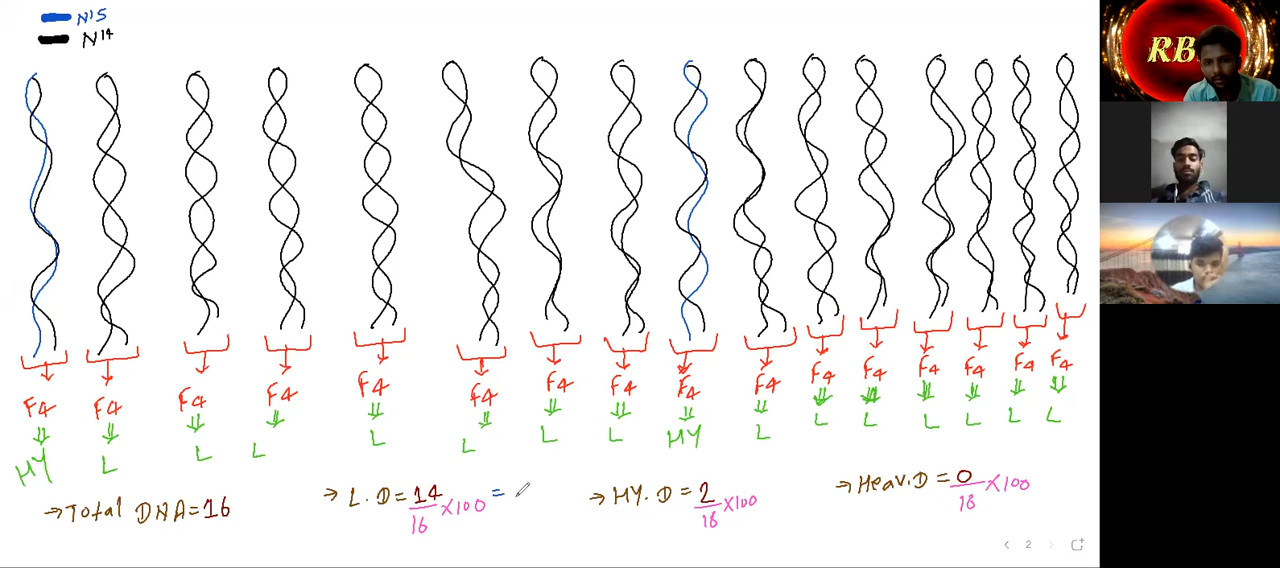 N15
N14
RB
F4 F4 F4 F4 F4 F4 F4 F4 F4 F4 F4 F4 F4 F4 F4 F4
HY L L L L L L L HY L L L L L L L
→Total DNA=16
→ L.D=14/16 ×100 =
→ HY.D=2/16 ×100
→ Heav.D=0/16 ×100
2